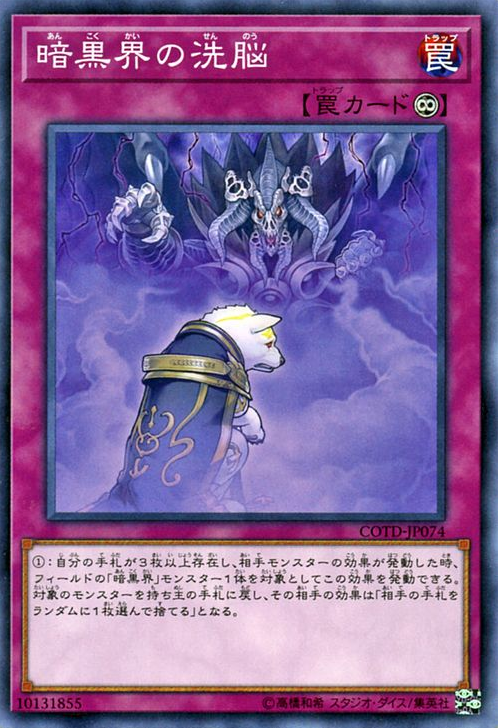 暗黒界の洗脳
罠
【罠カード】
COTD-JP074
①:自分の手札が3枚以上存在し、相手モンスターの効果が発動した時、
フィールドの「暗黒界」モンスター1体を対象としてこの効果を発動できる。
対象のモンスターを持ち主の手札に戻し、その相手の効果は「相手の手札を
ランダムに1枚選んで捨てる」となる。
10131855
©高橋和希 スタジオ・ダイス/集英社